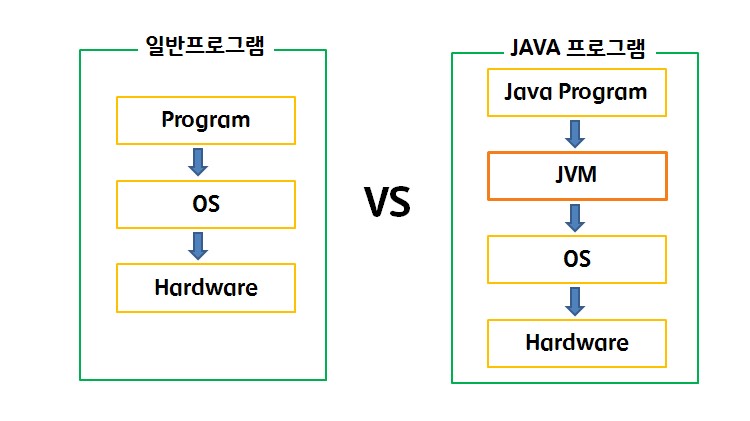 일반프로그램
Program
OS
Hardware
VS
JAVA 프로그램
Java Program
JVM
OS
Hardware